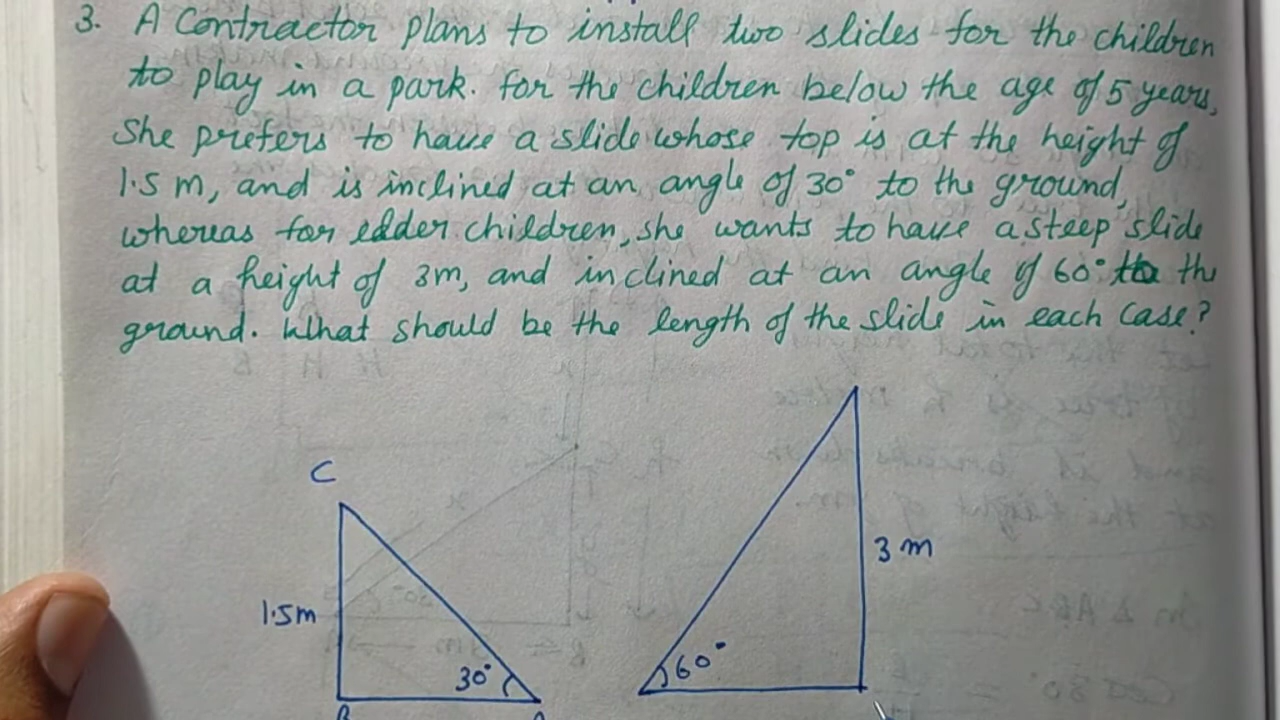 3. A Contractor plans to install two slides for the children
to play in a park. for the children below the age of 5 years,
She prefers to have a slide whose top is at the height of
1.5 m, and is inclined at an angle of 30° to the ground,
whereas for elder children, she wants to have a steep slide
at a height of 3m, and inclined at an angle of 60° to the
ground. What should be the length of the slide in each case?
C
3 m
1.5m
30°
60°
B